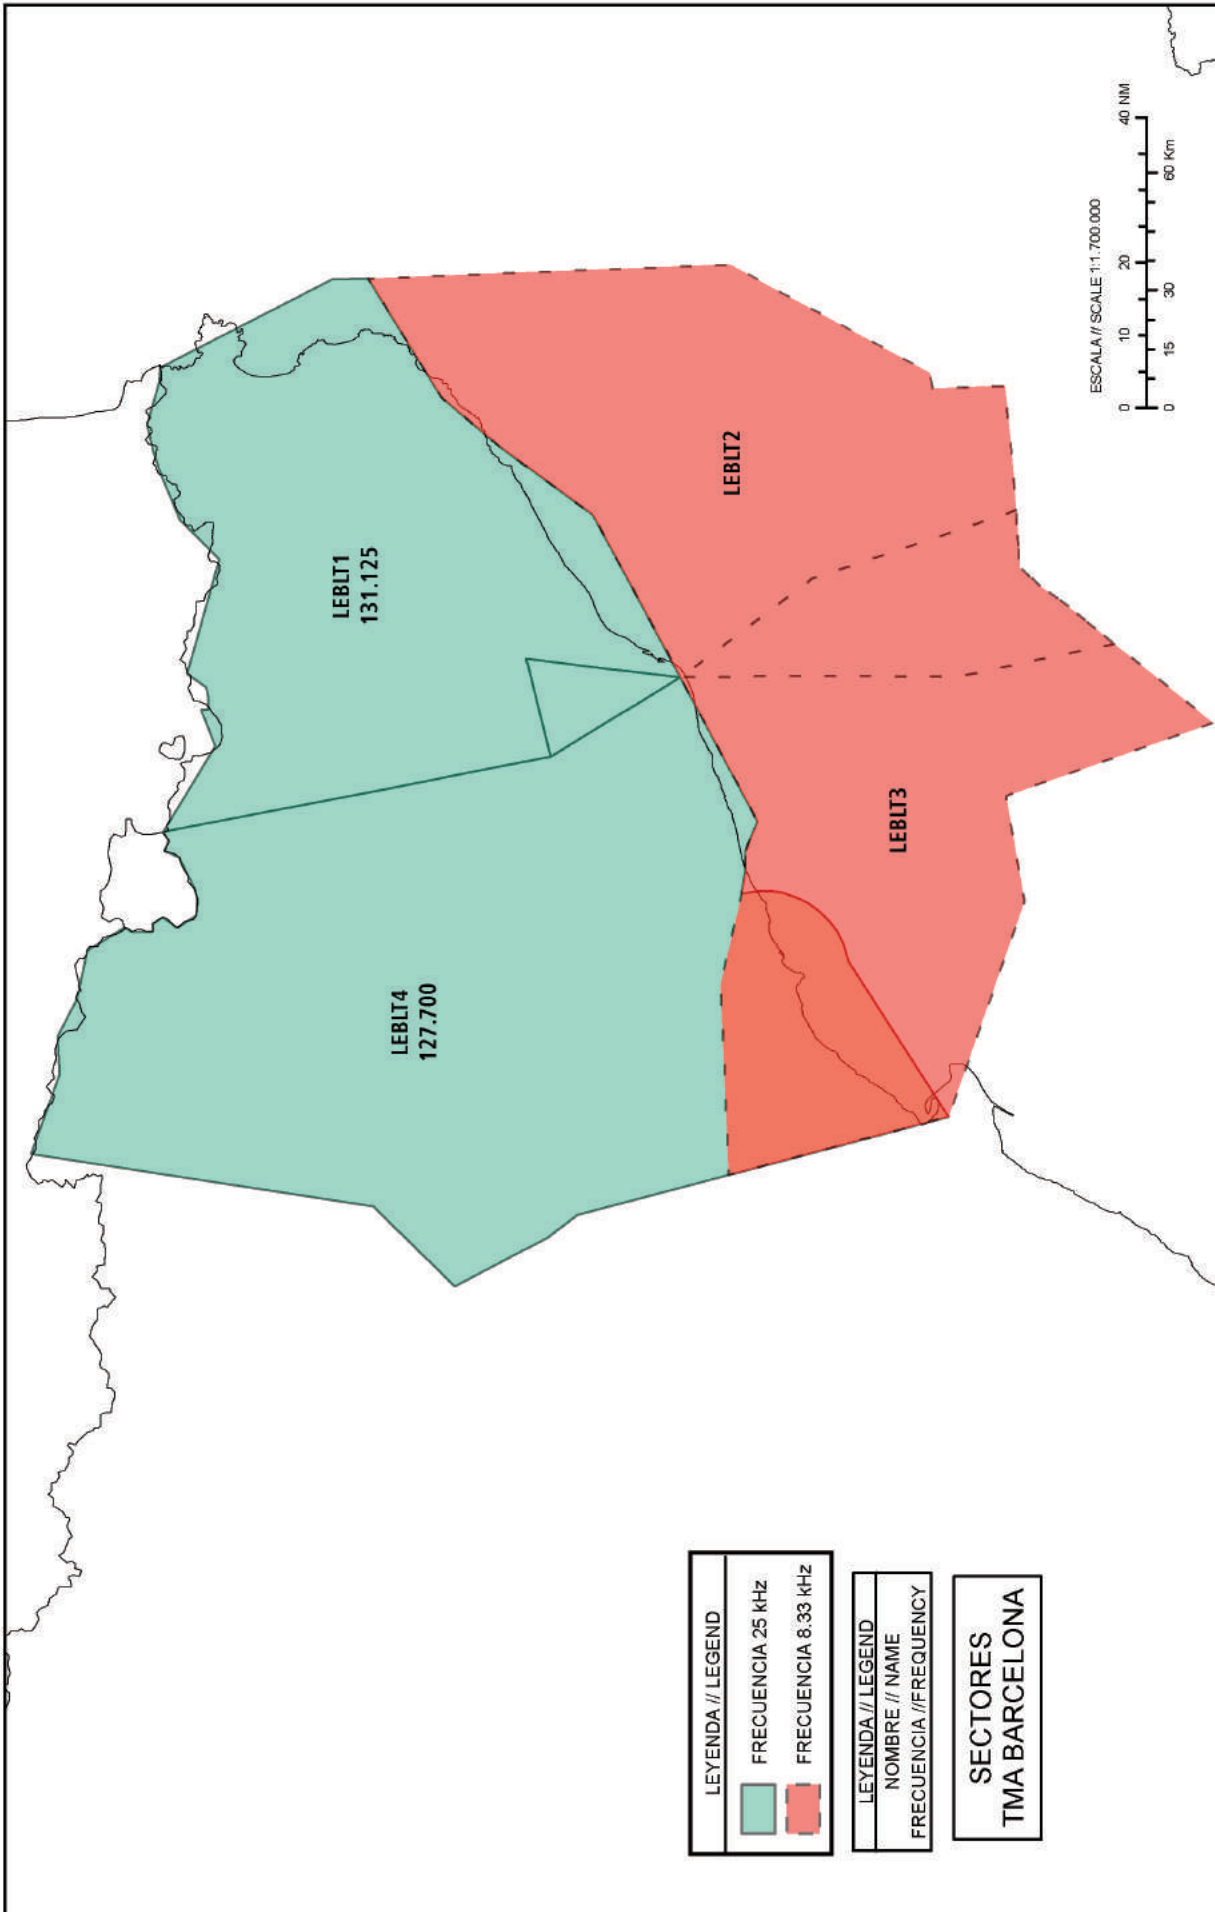 LEBLT1
131.125
LEBLT4
127.700
LEBLT2
LEBLT3
ESCALA // SCALE 1:1.700.000
0 10 20 40 NM
0 15 30 60 Km
LEYENDA // LEGEND
FRECUENCIA 25 kHz
FRECUENCIA 8.33 kHz
LEYENDA // LEGEND
NOMBRE // NAME
FRECUENCIA //FREQUENCY
SECTORES
TMA BARCELONA